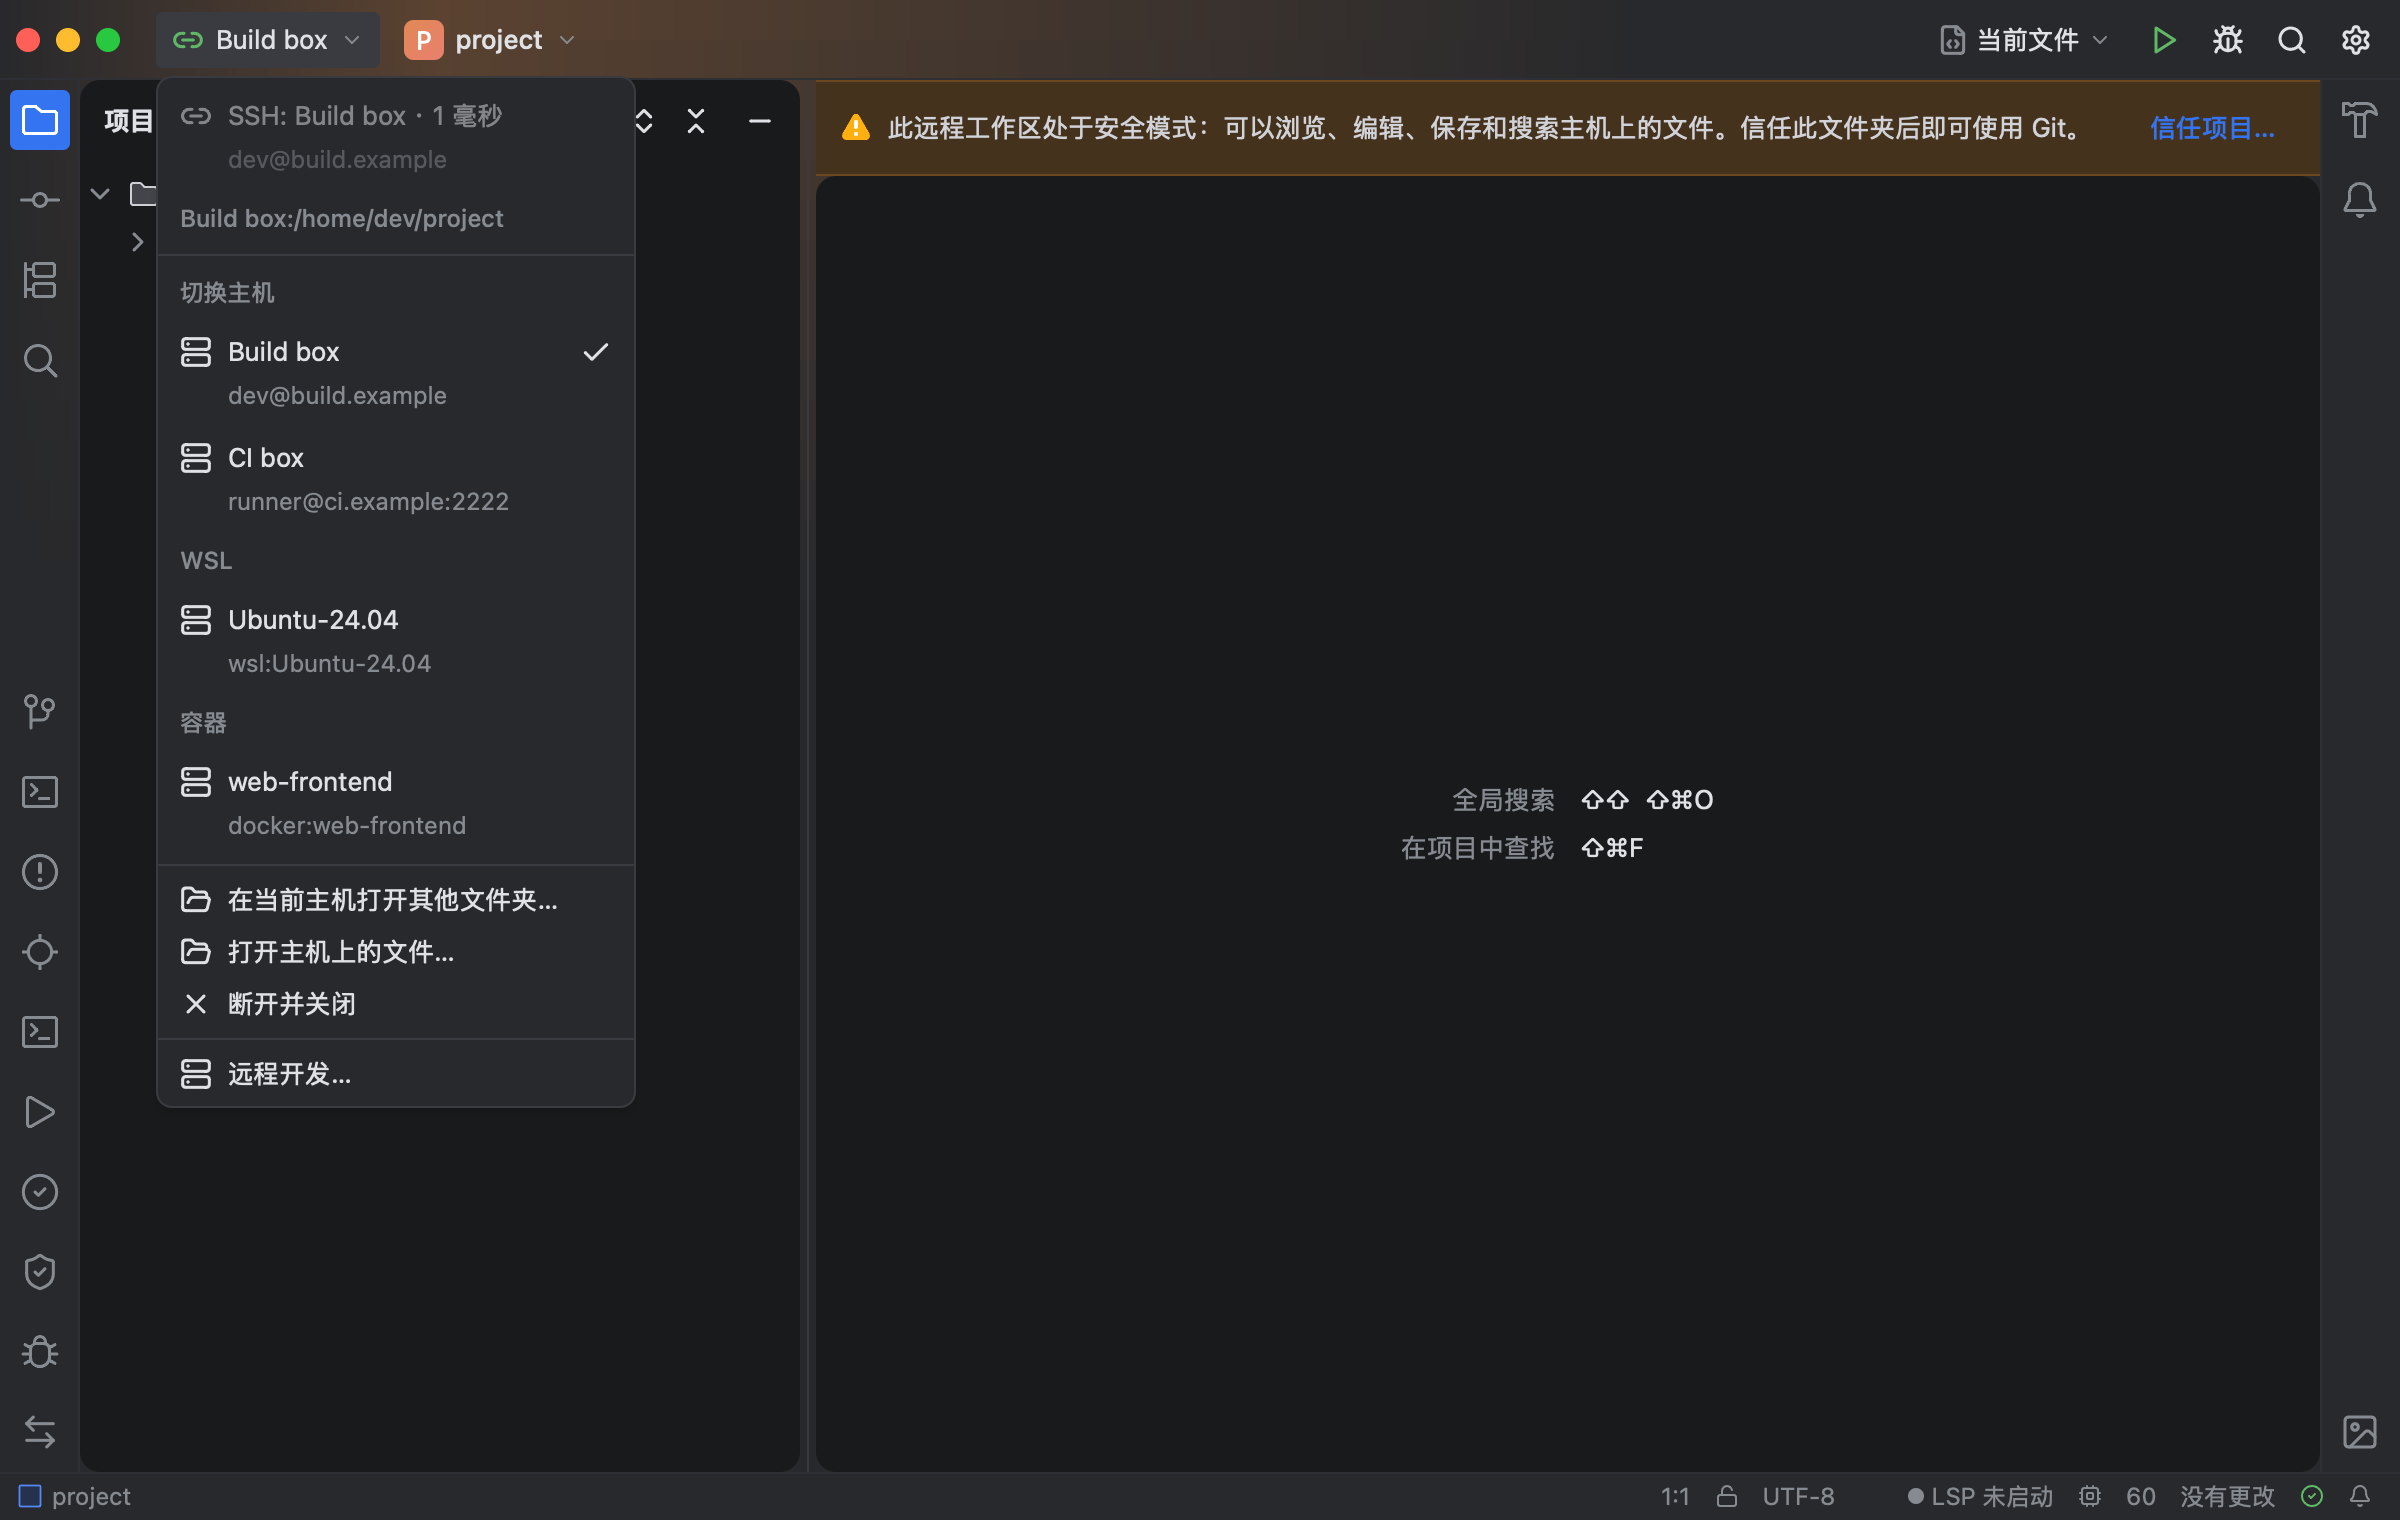 Build box
P project
当前文件
项目
SSH: Build box · 1 毫秒
dev@build.example
Build box:/home/dev/project
切换主机
Build box
dev@build.example
CI box
runner@ci.example:2222
WSL
Ubuntu-24.04
wsl:Ubuntu-24.04
容器
web-frontend
docker:web-frontend
在当前主机打开其他文件夹...
打开主机上的文件...
断开并关闭
远程开发...
此远程工作区处于安全模式：可以浏览、编辑、保存和搜索主机上的文件。信任此文件夹后即可使用 Git。 信任项目...
全局搜索 ⇧⇧ ⇧⌘O
在项目中查找 ⇧⌘F
project
1:1 UTF-8 LSP 未启动 60 没有更改